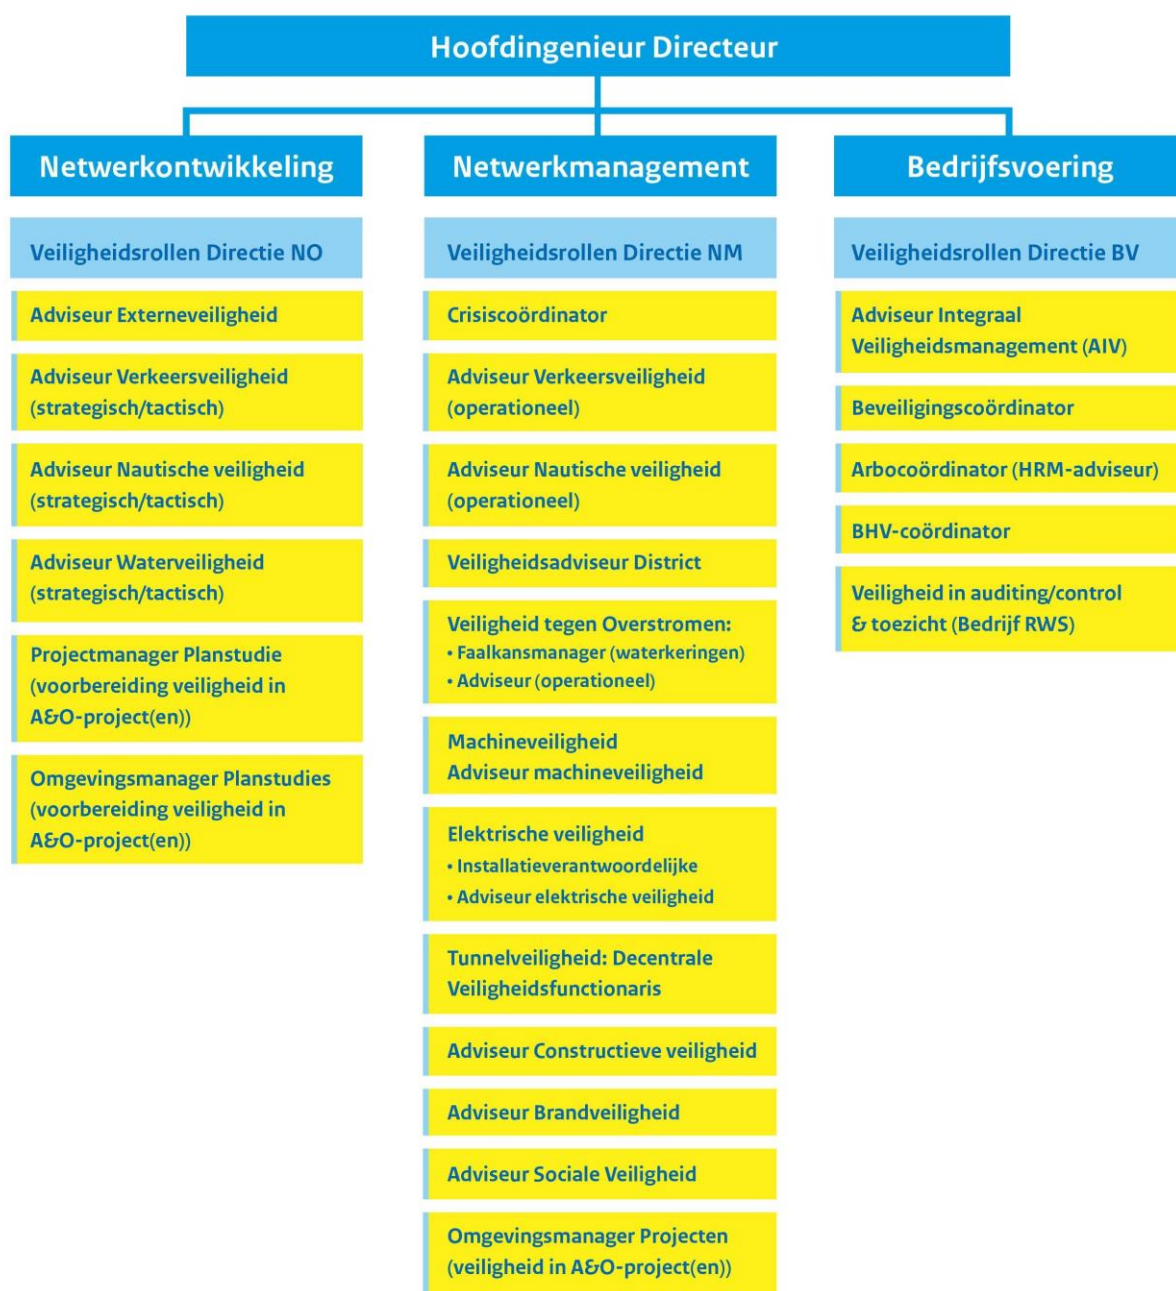 Hoofdingenieur Directeur
Netwerkontwikkeling
Veiligheidsrollen Directie NO
Adviseur Externeveiligheid
Adviseur Verkeersveiligheid
(strategisch/tactisch)
Adviseur Nautische veiligheid
(strategisch/tactisch)
Adviseur Waterveiligheid
(strategisch/tactisch)
Projectmanager Planstudie
(voorbereiding veiligheid in
A&O-project(en))
Omgevingsmanager Planstudies
(voorbereiding veiligheid in
A&O-project(en))
Netwerkmanagement
Veiligheidsrollen Directie NM
Crisiscoördinator
Adviseur Verkeersveiligheid
(operationeel)
Adviseur Nautische veiligheid
(operationeel)
Veiligheidsadviseur District
Veiligheid tegen Overstromen:
• Faalkansmanager (waterkeringen)
• Adviseur (operationeel)
Machineveiligheid
Adviseur machineveiligheid
Elektrische veiligheid
• Installatieverantwoordelijke
• Adviseur elektrische veiligheid
Tunnelveiligheid: Decentrale
Veiligheidsfunctionaris
Adviseur Constructieve veiligheid
Adviseur Brandveiligheid
Adviseur Sociale Veiligheid
Omgevingsmanager Projecten
(veiligheid in A&O-project(en))
Bedrijfsvoering
Veiligheidsrollen Directie BV
Adviseur Integraal
Veiligheidsmanagement (AIV)
Beveiligingscoördinator
Arbocoördinator (HRM-adviseur)
BHV-coördinator
Veiligheid in auditing/control
& toezicht (Bedrijf RWS)